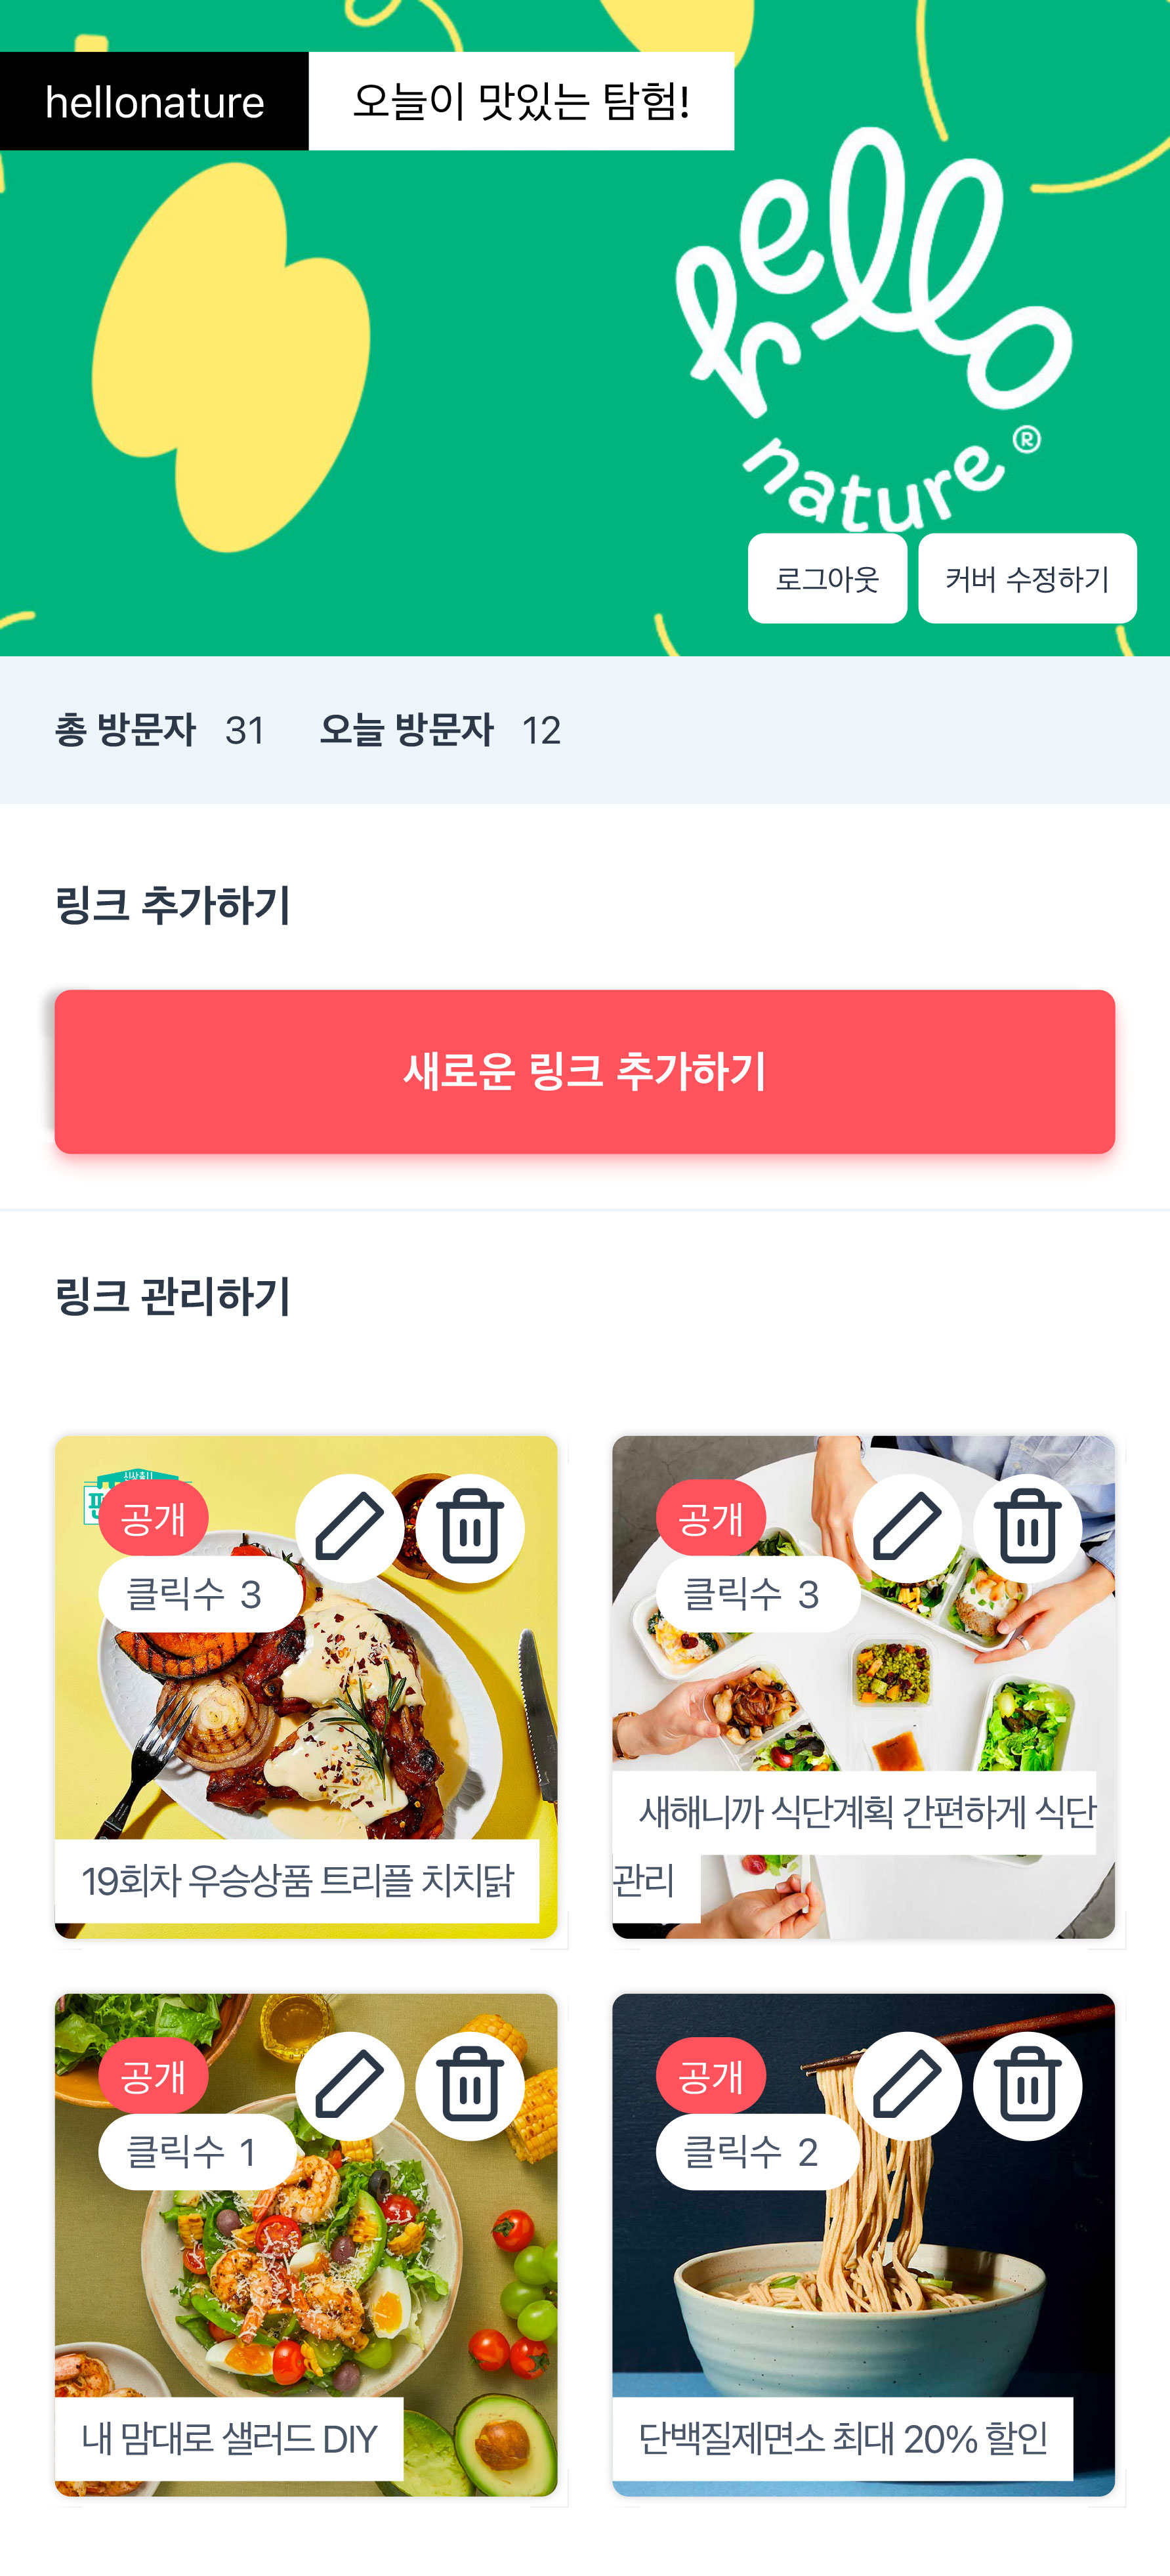 hellonature
오늘이 맛있는 탐험!
hello
nature®
로그아웃
커버 수정하기
총 방문자 31 오늘 방문자 12
링크 추가하기
새로운 링크 추가하기
링크 관리하기
공개
클릭수 3
19회차 우승상품 트리플 치치닭
공개
클릭수 3
새해니까 식단계획 간편하게 식단
관리
공개
클릭수 1
내 맘대로 샐러드 DIY
공개
클릭수 2
단백질제면소 최대 20% 할인